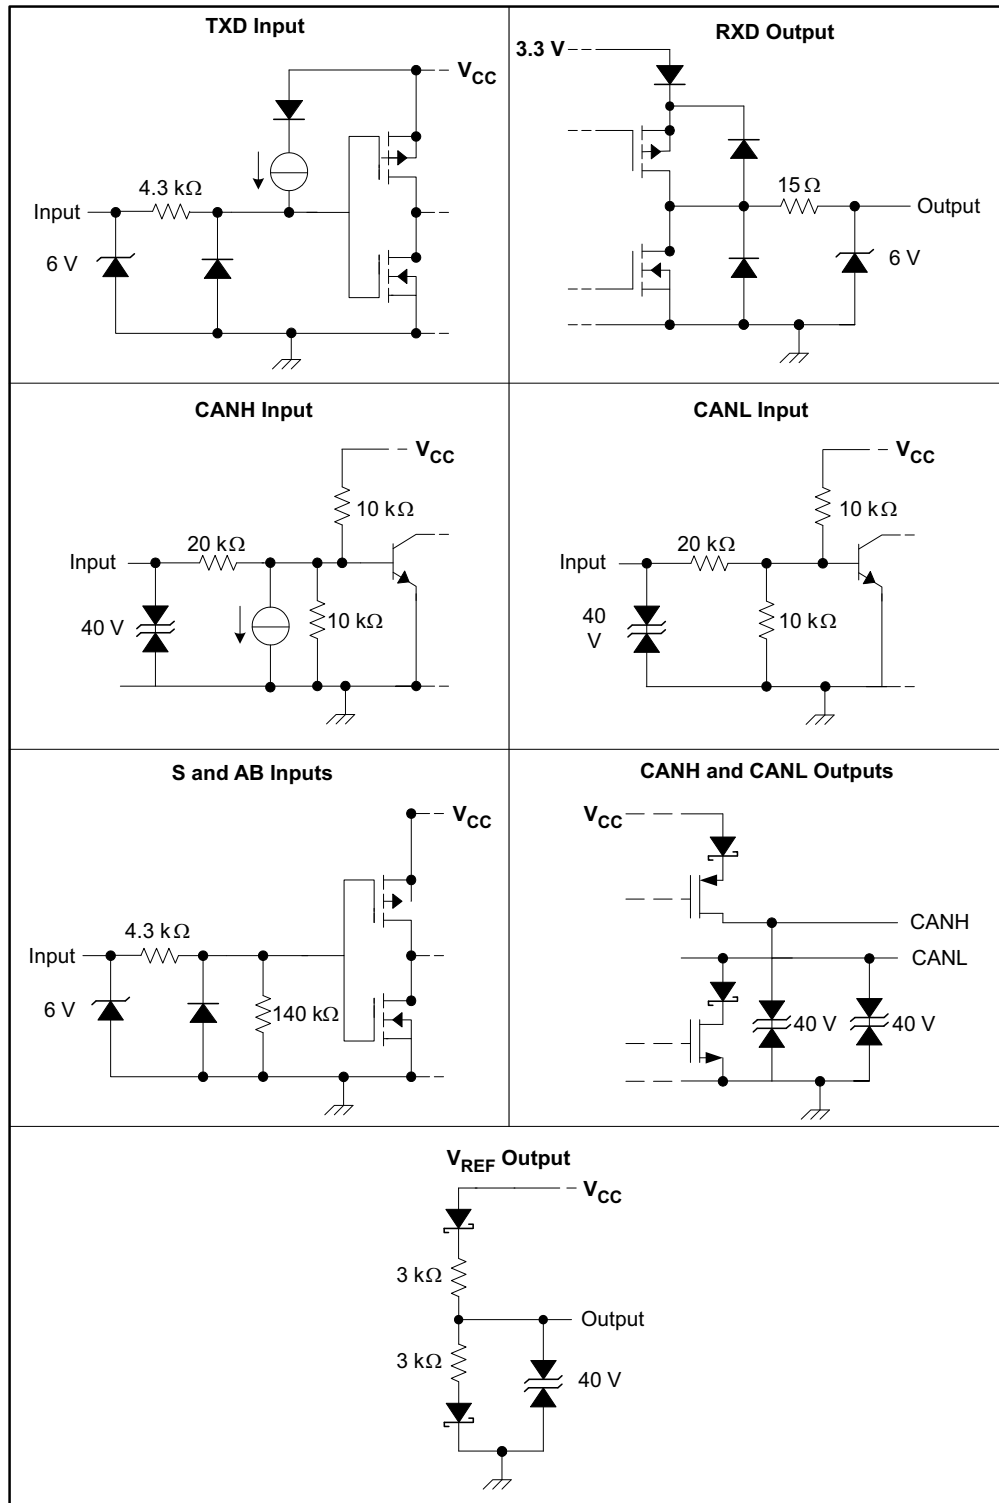 TXD Input
V_CC
4.3 kΩ
Input
6 V
RXD Output
3.3 V
15 Ω
Output
6 V
CANH Input
V_CC
10 kΩ
20 kΩ
Input
40 V
10 kΩ
CANL Input
V_CC
10 kΩ
20 kΩ
Input
40
V
10 kΩ
S and AB Inputs
V_CC
4.3 kΩ
Input
6 V
140 kΩ
CANH and CANL Outputs
V_CC
CANH
CANL
40 V
40 V
V_REF Output
V_CC
3 kΩ
Output
3 kΩ
40 V